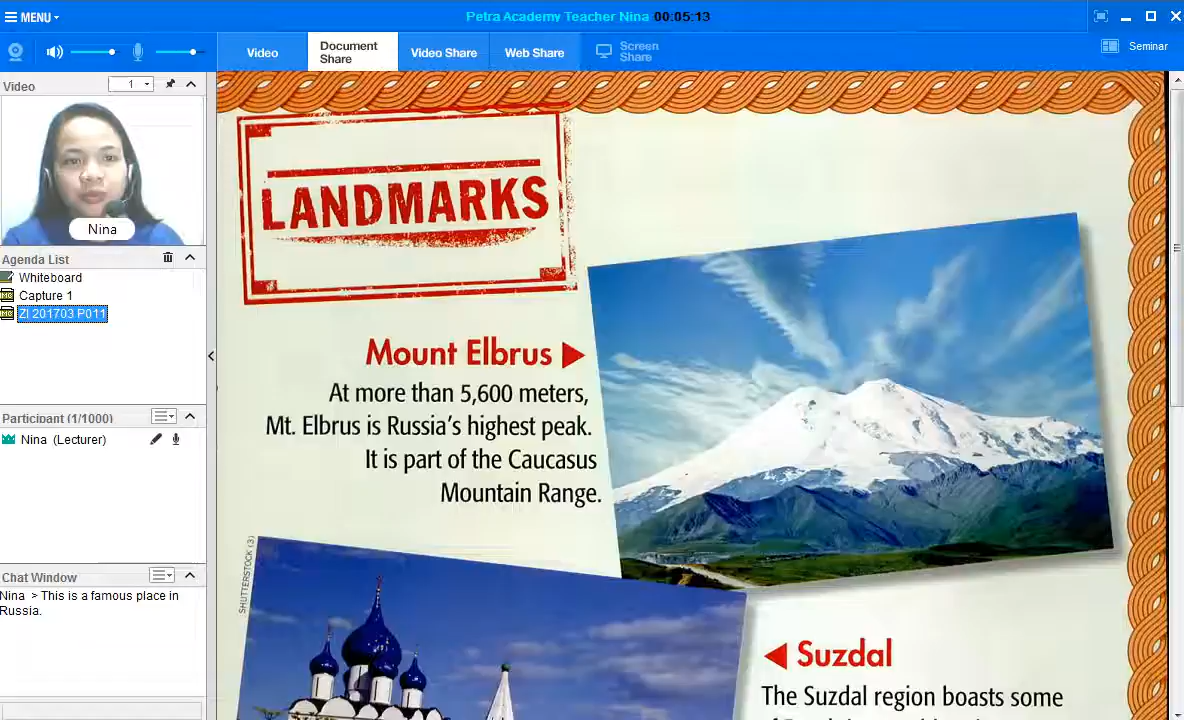 MENU
Petra Academy Teacher Nina 00:05:13
Video
Document Share
Video Share
Web Share
Screen Share
Seminar
Video
1
Nina
Agenda List
Whiteboard
Capture 1
ZI 201703 P011
Participant (1/1000)
Nina (Lecturer)
Chat Window
Nina > This is a famous place in
Russia.
LANDMARKS
Mount Elbrus
At more than 5,600 meters,
Mt. Elbrus is Russia's highest peak.
It is part of the Caucasus
Mountain Range.
SHUTTERSTOCK (3)
Suzdal
The Suzdal region boasts some